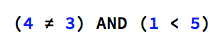 (4 ≠ 3) AND (1 < 5)